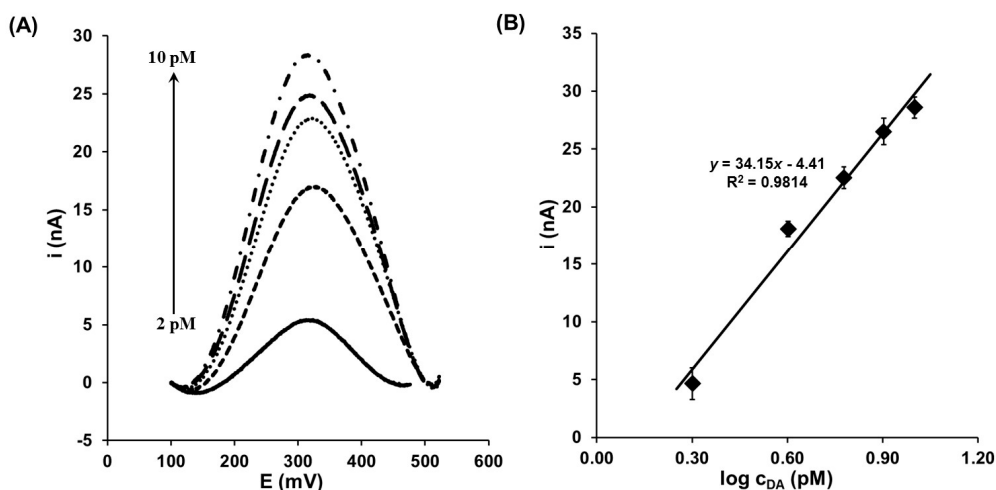 (A)
35
30
25
20
15
10
5
0
-5
i (nA)
10 pM
2 pM
0
100
200
300
400
500
600
E (mV)
(B)
35
30
25
20
15
10
5
0
i (nA)
y = 34.15x - 4.41
R² = 0.9814
0.00
0.30
0.60
0.90
1.20
log cDA (pM)